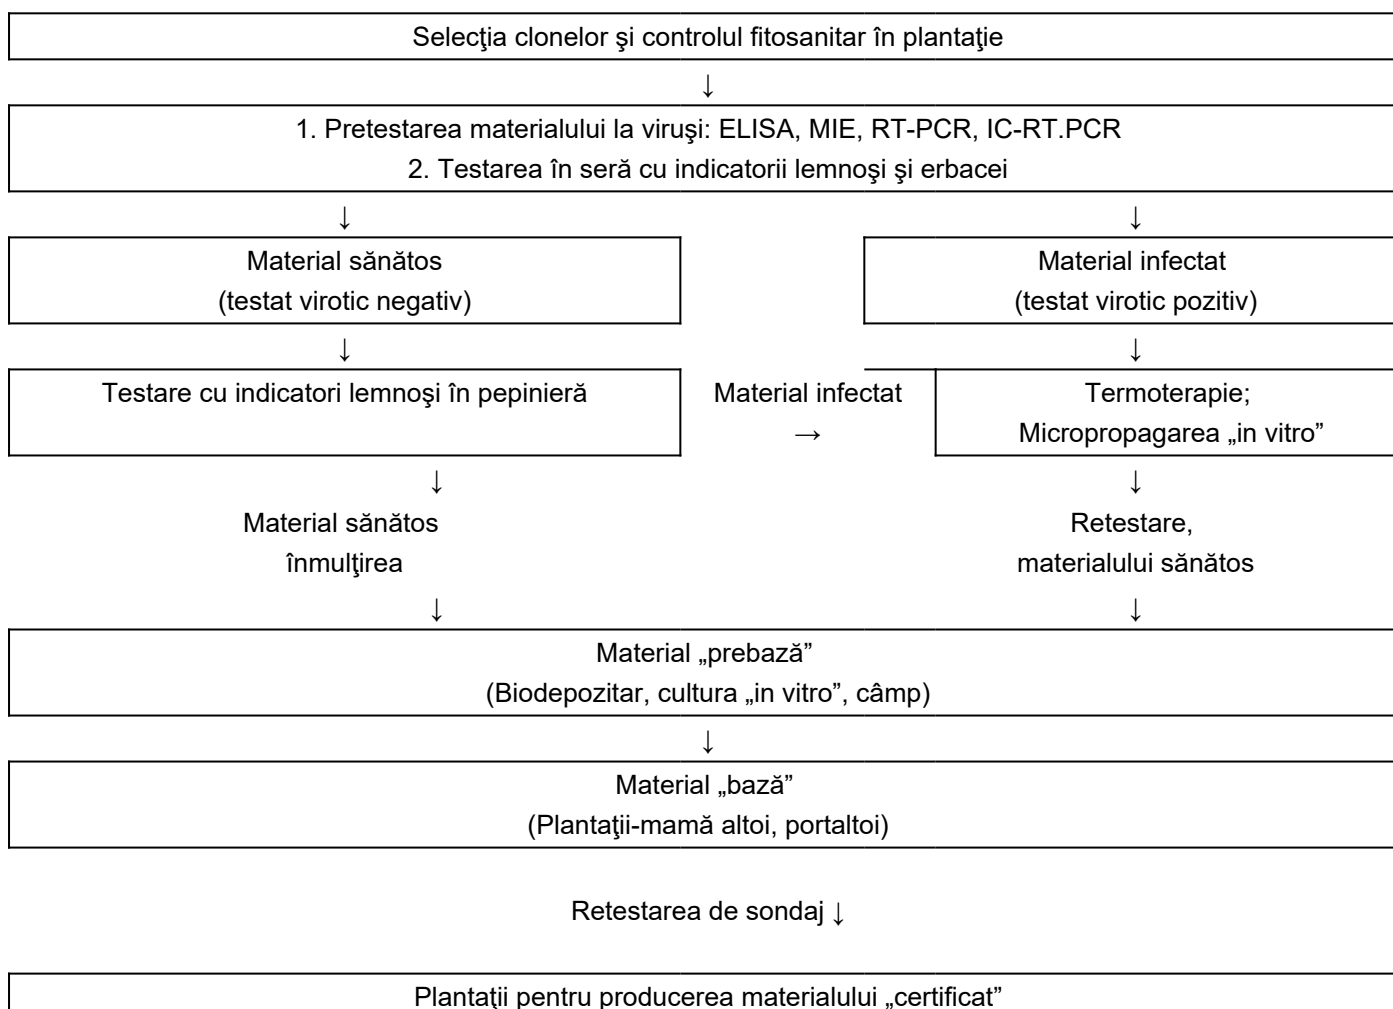 Selecţia clonelor şi controlul fitosanitar în plantaţie
↓
1. Pretestarea materialului la viruşi: ELISA, MIE, RT-PCR, IC-RT.PCR
2. Testarea în seră cu indicatorii lemnoşi şi erbacei
↓ ↓
Material sănătos
(testat virotic negativ)
Material infectat
(testat virotic pozitiv)
↓ ↓
Testare cu indicatori lemnoşi în pepinieră
Material infectat
→
Termoterapie;
Micropropagarea „in vitro”
↓ ↓
Material sănătos
înmulţirea
Retestare,
materialului sănătos
↓ ↓
Material „prebază”
(Biodepozitar, cultura „in vitro”, câmp)
↓
Material „bază”
(Plantaţii-mamă altoi, portaltoi)
Retestarea de sondaj ↓
Plantaţii pentru producerea materialului „certificat”